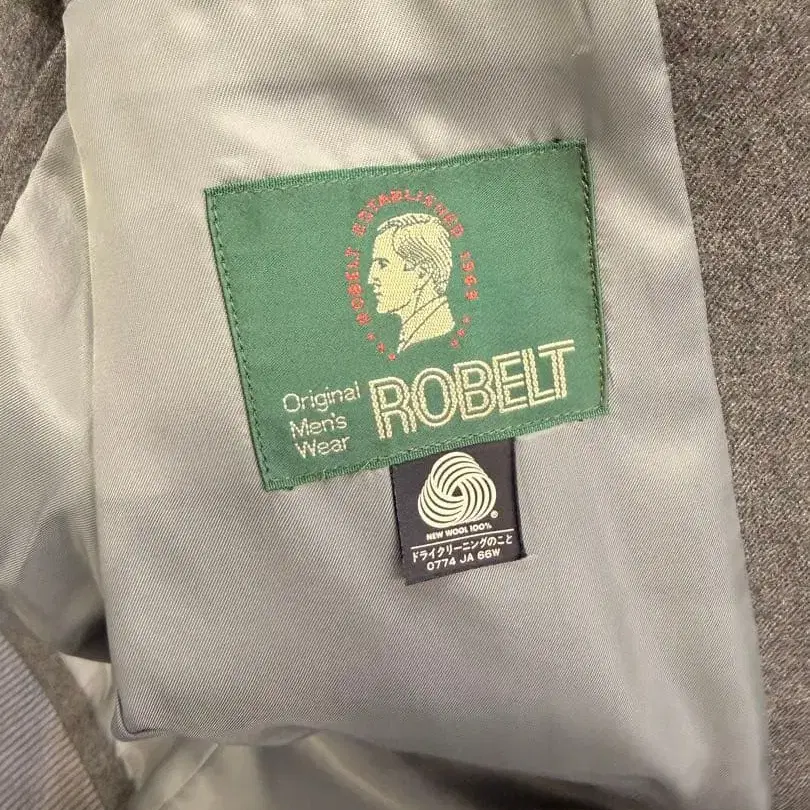 ROBELT ESTABLISHED
Original
Men's
Wear
ROBELT
®
NEW WOOL 100%
ドライクリーニングのこと
0774 JA 66W